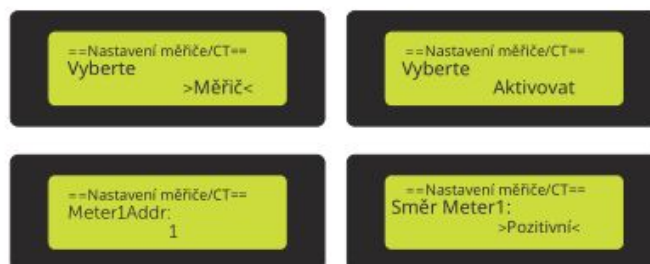 ==Nastavení měřiče/CT==
Vyberte
>Měřič<
==Nastavení měřiče/CT==
Vyberte
Aktivovat
==Nastavení měřiče/CT==
Meter1Addr:
1
==Nastavení měřiče/CT==
Směr Meter1:
>Pozitivní<